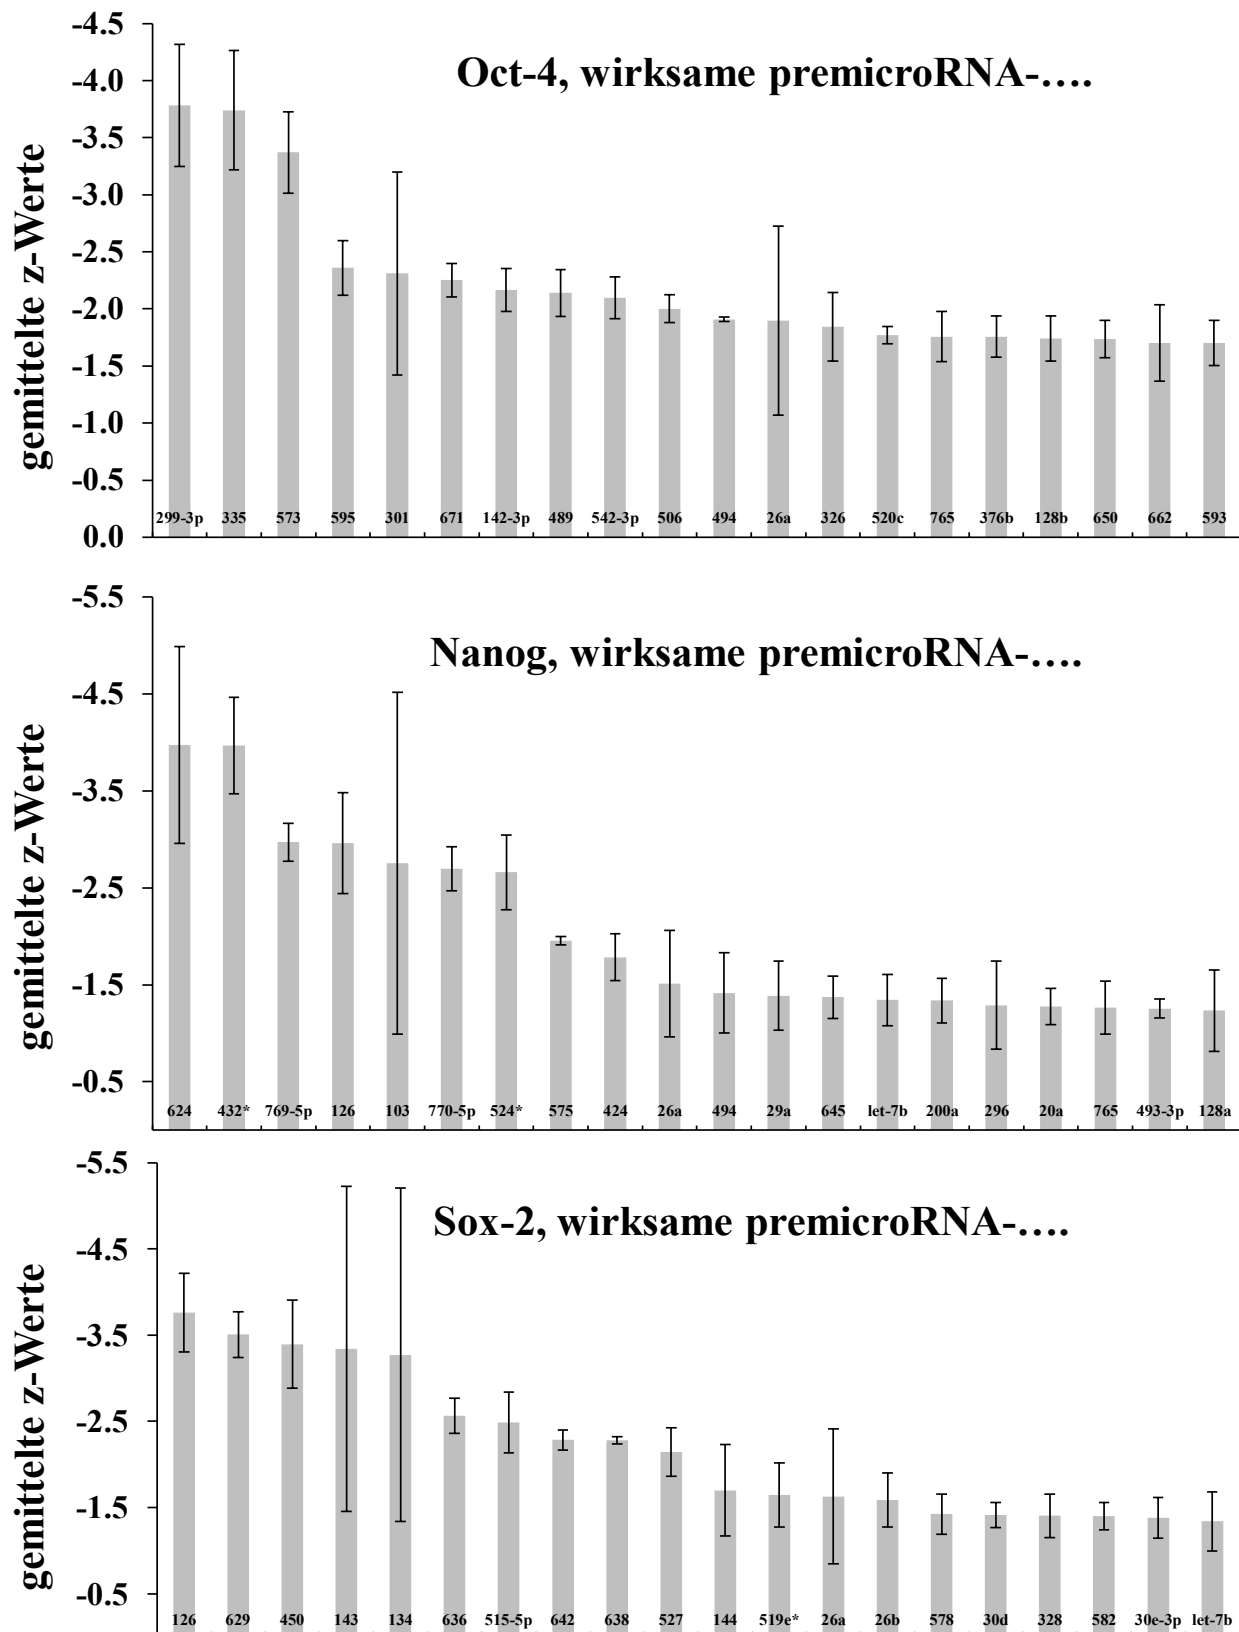 Oct-4, wirksame premicroRNA-….
gemittelte z-Werte
-4.5
-4.0
-3.5
-3.0
-2.5
-2.0
-1.5
-1.0
-0.5
0.0
299-3p 335 573 595 301 671 142-3p 489 542-3p 506 494 26a 326 520c 765 376b 128b 650 662 593
Nanog, wirksame premicroRNA-….
gemittelte z-Werte
-5.5
-4.5
-3.5
-2.5
-1.5
-0.5
624 432* 769-5p 126 103 770-5p 524* 575 424 26a 494 29a 645 let-7b 200a 296 20a 765 493-3p 128a
Sox-2, wirksame premicroRNA-….
gemittelte z-Werte
-5.5
-4.5
-3.5
-2.5
-1.5
-0.5
126 629 450 143 134 636 515-5p 642 638 527 144 519e* 26a 26b 578 30d 328 582 30e-3p let-7b